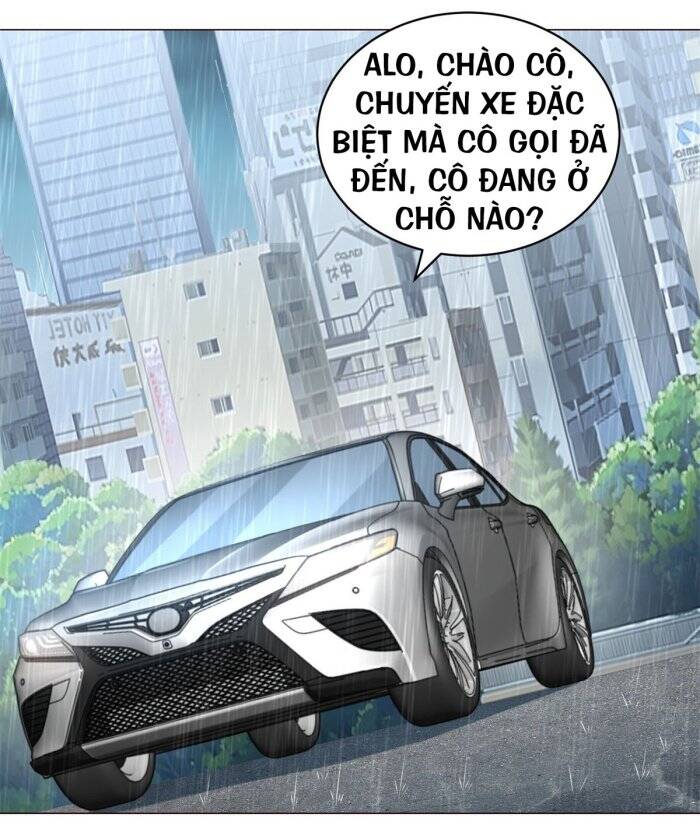 ALO, CHÀO CÔ,
CHUYẾN XE ĐẶC
BIỆT MÀ CÔ GỌI ĐÃ
ĐẾN, CÔ ĐANG Ở
CHỖ NÀO?